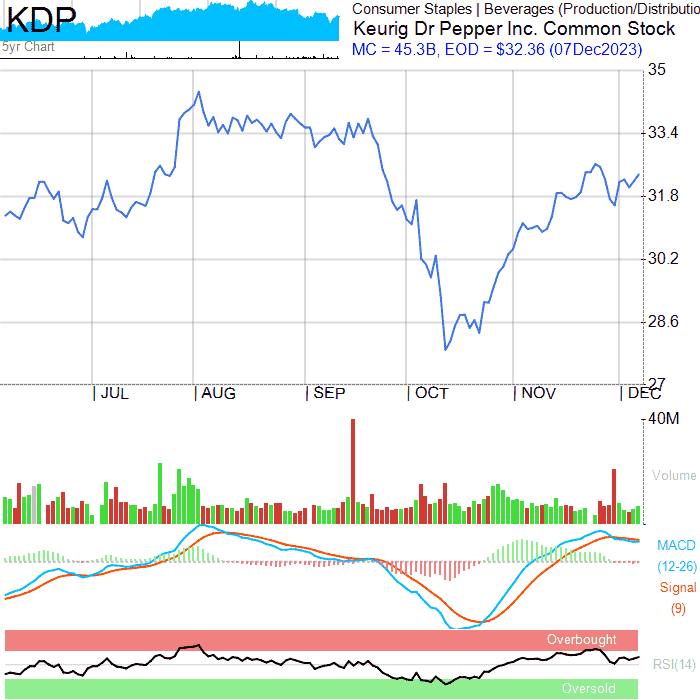 KDP
5yr Chart
Consumer Staples | Beverages (Production/Distributio
Keurig Dr Pepper Inc. Common Stock
MC = 45.3B, EOD = $32.36 (07Dec2023)
35
33.4
31.8
30.2
28.6
27
JUL AUG SEP OCT NOV DEC
40M
Volume
MACD
(12-26)
Signal
(9)
Overbought
RSI(14)
Oversold